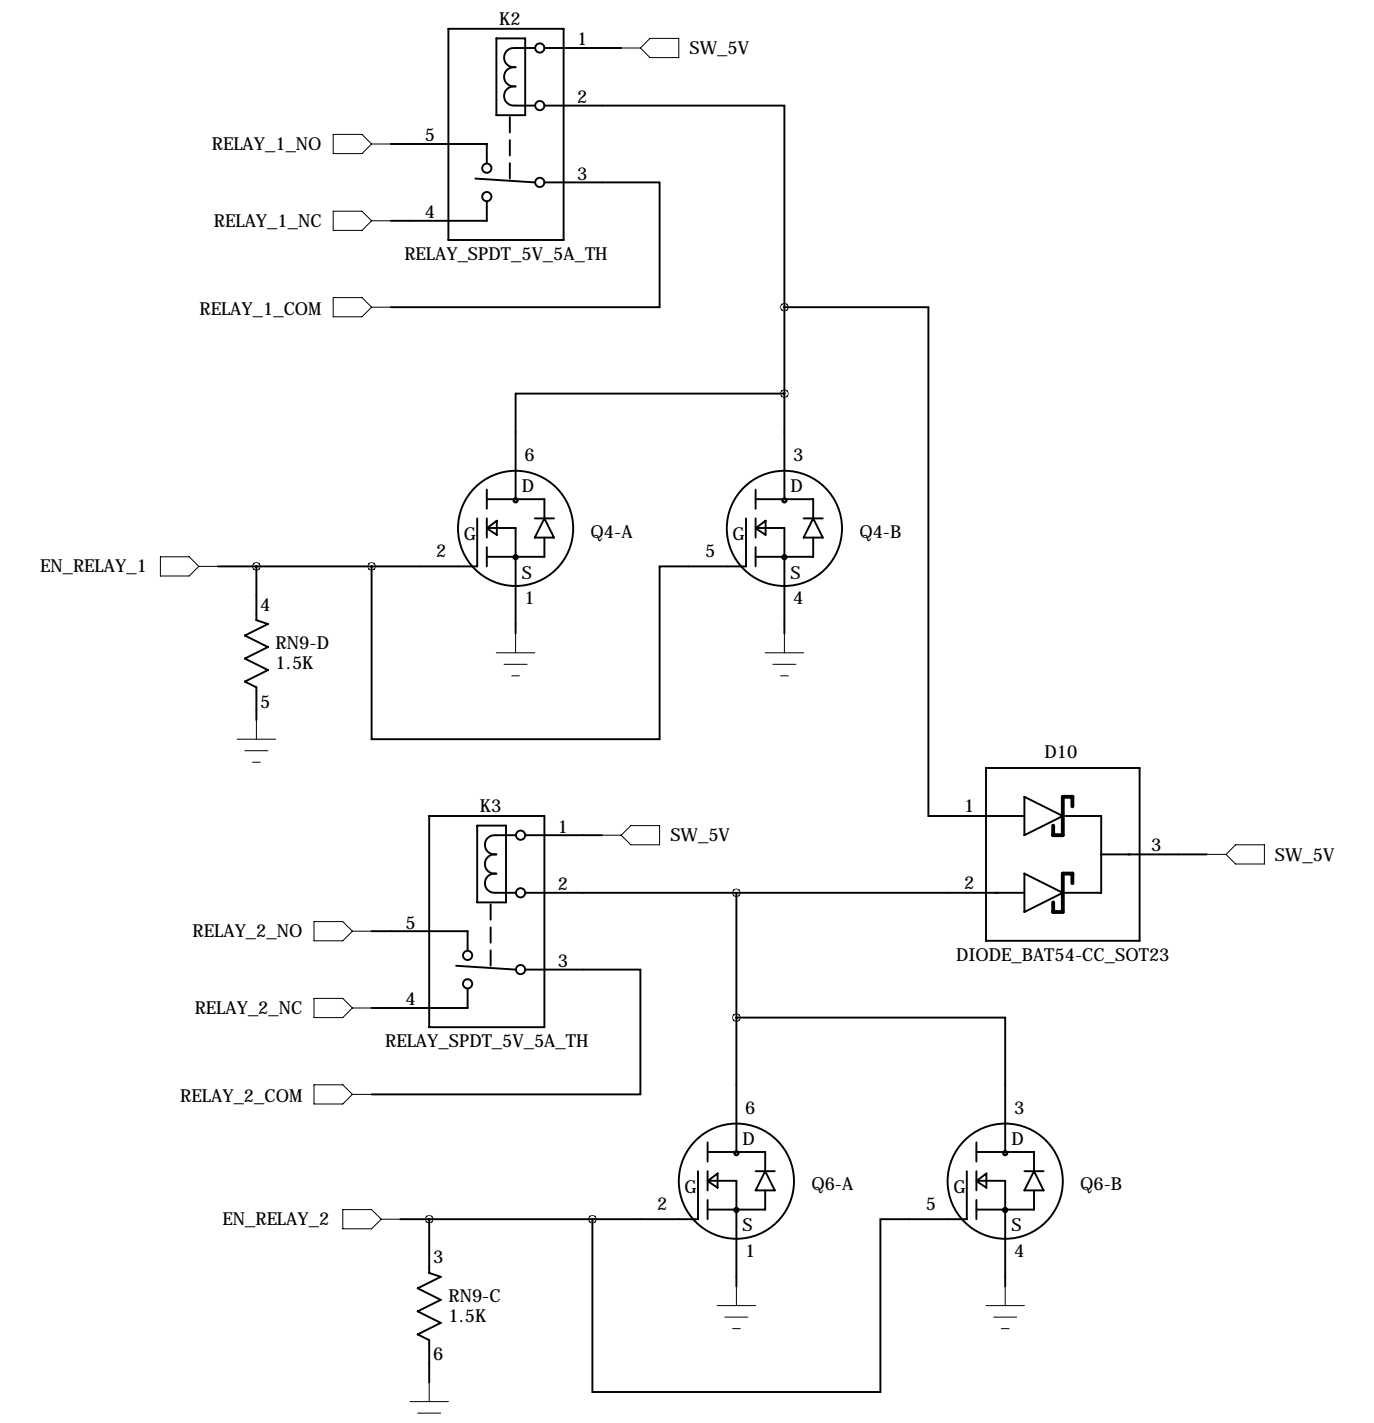 K2
1
SW_5V
2
RELAY_1_NO
5
3
RELAY_1_NC
4
RELAY_SPDT_5V_5A_TH
RELAY_1_COM
6
3
D
D
G
Q4-A
G
Q4-B
EN_RELAY_1
2
5
S
S
1
4
4
RN9-D
1.5K
5
D10
K3
1
1
SW_5V
3
SW_5V
2
2
RELAY_2_NO
5
DIODE_BAT54-CC_SOT23
3
RELAY_2_NC
4
RELAY_SPDT_5V_5A_TH
RELAY_2_COM
6
3
D
D
G
Q6-A
G
Q6-B
EN_RELAY_2
2
5
S
S
1
4
3
RN9-C
1.5K
6